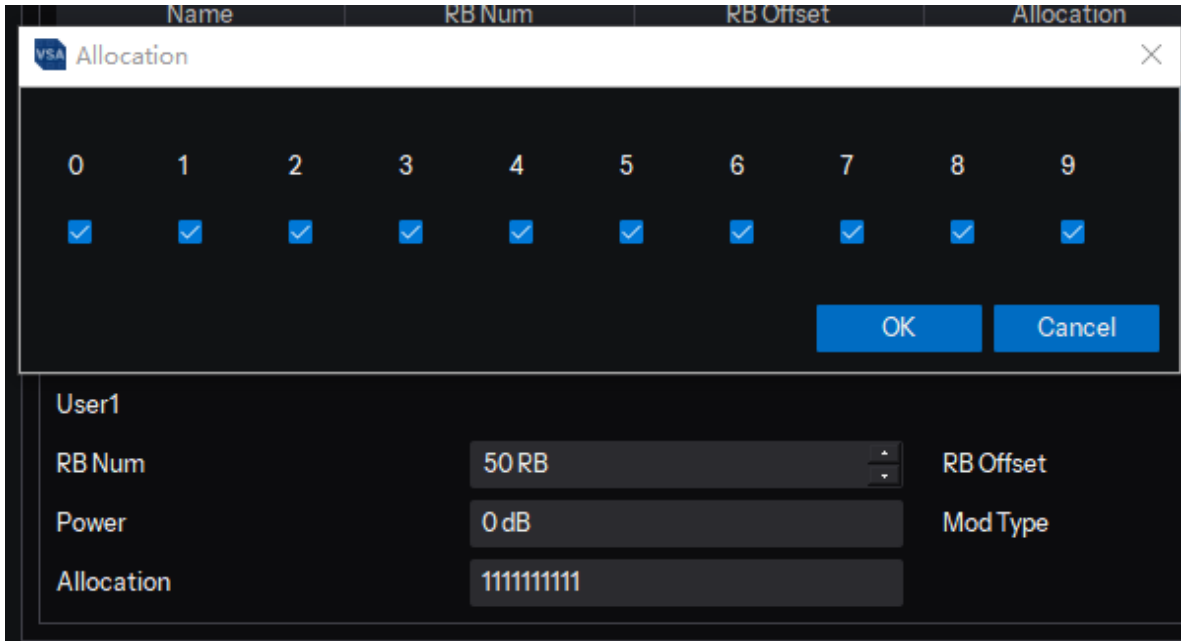 Name RB Num RB Offset Allocation
VSA Allocation
0 1 2 3 4 5 6 7 8 9
OK Cancel
User1
RB Num 50 RB RB Offset
Power 0 dB Mod Type
Allocation 1111111111